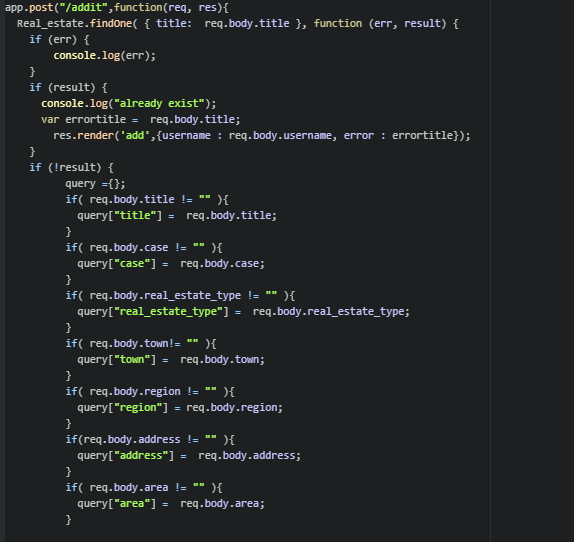 app.post("/addit",function(req, res){
Real_estate.findOne( { title:  req.body.title }, function (err, result) {
if (err) {
console.log(err);
}
if (result) {
console.log("already exist");
var errortitle =  req.body.title;
res.render('add',{username : req.body.username, error : errortitle});
}
if (!result) {
query ={};
if( req.body.title != "" ){
query["title"] =  req.body.title;
}
if( req.body.case != "" ){
query["case"] =  req.body.case;
}
if( req.body.real_estate_type != "" ){
query["real_estate_type"] =  req.body.real_estate_type;
}
if( req.body.town!= "" ){
query["town"] =  req.body.town;
}
if( req.body.region != "" ){
query["region"] = req.body.region;
}
if(req.body.address != "" ){
query["address"] =  req.body.address;
}
if( req.body.area != "" ){
query["area"] =  req.body.area;
}